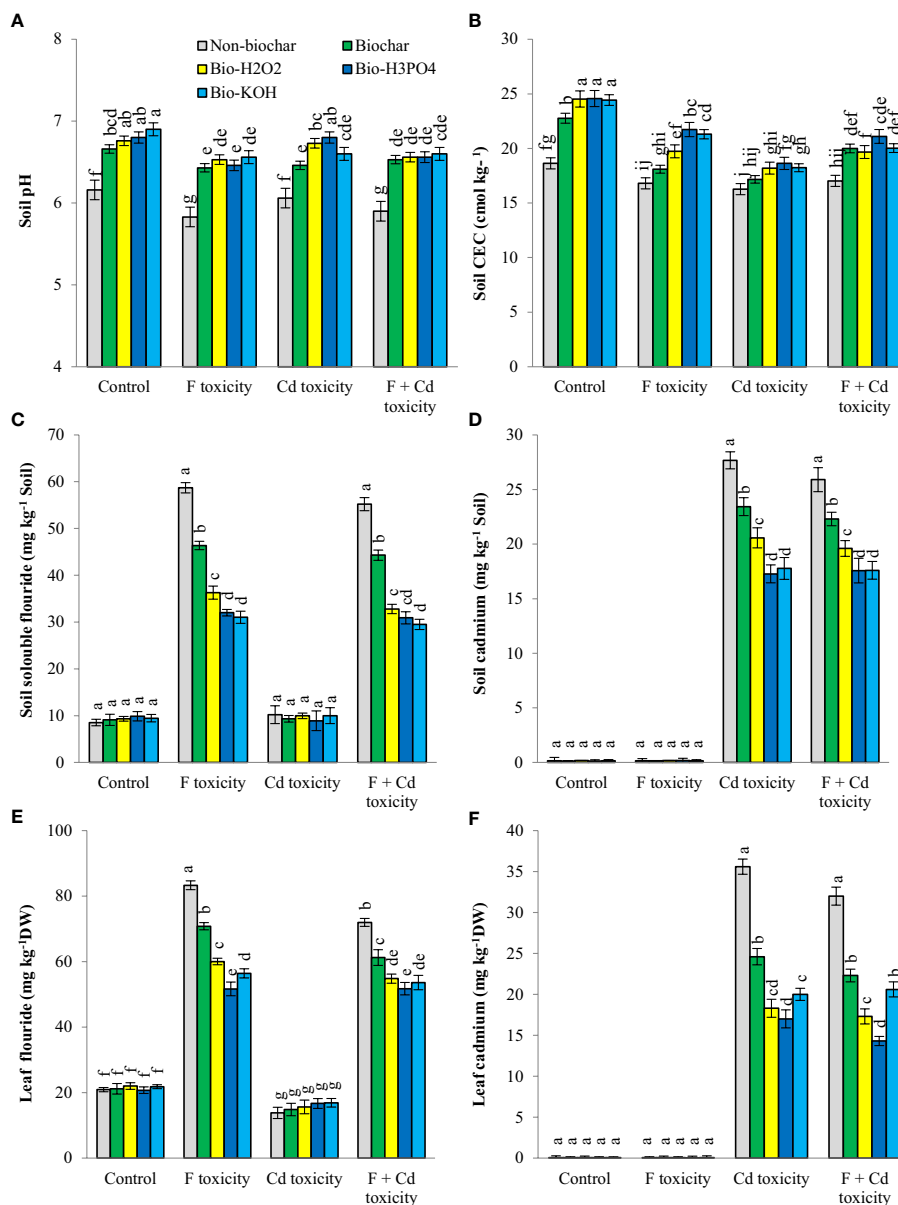 A
8
7
6
5
4
Soil pH
Non-biochar
Biochar
Bio-H2O2
Bio-H3PO4
Bio-KOH
f
bcd
ab
ab
a
g
e
de
e
de
f
e
bc
ab
cde
g
de
de
de
de
Control
F toxicity
Cd toxicity
F + Cd
toxicity
B
30
25
20
15
10
5
0
Soil CEC (cmol kg-¹)
fg
b
a
a
a
ij
ghi
ef
bc
cd
j
hij
ghi
fg
gh
hij
def
f
cde
def
Control
F toxicity
Cd toxicity
F + Cd
toxicity
C
70
60
50
40
30
20
10
0
Soil soluuble flouride (mg kg-¹ Soil)
a
a
a
a
a
a
b
c
d
d
a
a
a
a
a
a
b
c
cd
d
Control
F toxicity
Cd toxicity
F + Cd
toxicity
D
30
25
20
15
10
5
0
Soil cadmium (mg kg-¹ Soil)
a
a
a
a
a
a
a
a
a
a
a
b
c
d
d
a
b
c
d
d
Control
F toxicity
Cd toxicity
F + Cd
toxicity
E
100
80
60
40
20
0
Leaf flouride (mg kg-¹DW)
f
f
f
f
f
a
b
c
e
d
g
g
g
g
g
b
c
de
e
de
Control
F toxicity
Cd toxicity
F + Cd
toxicity
F
40
35
30
25
20
15
10
5
0
Leaf cadmium (mg kg-¹DW)
a
a
a
a
a
a
a
a
a
a
a
b
cd
d
c
a
b
c
d
b
Control
F toxicity
Cd toxicity
F + Cd
toxicity